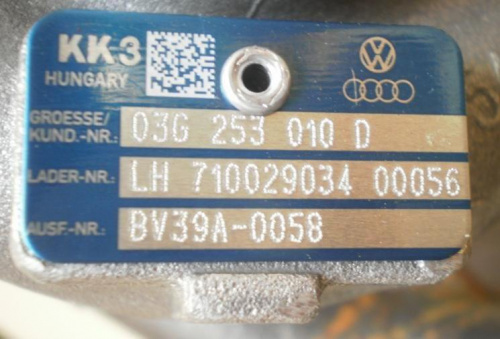 KK3
HUNGARY
GROESSE/
KUND.-NR.: 03G 253 010 D
LADER-NR.: LH 710029034 00056
AUSF.-NR.: BV39A-0058